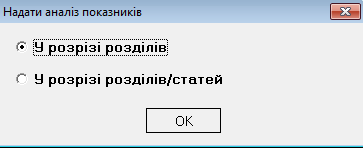 Надати аналіз показників
У розрізі розділів
У розрізі розділів/статей
OK